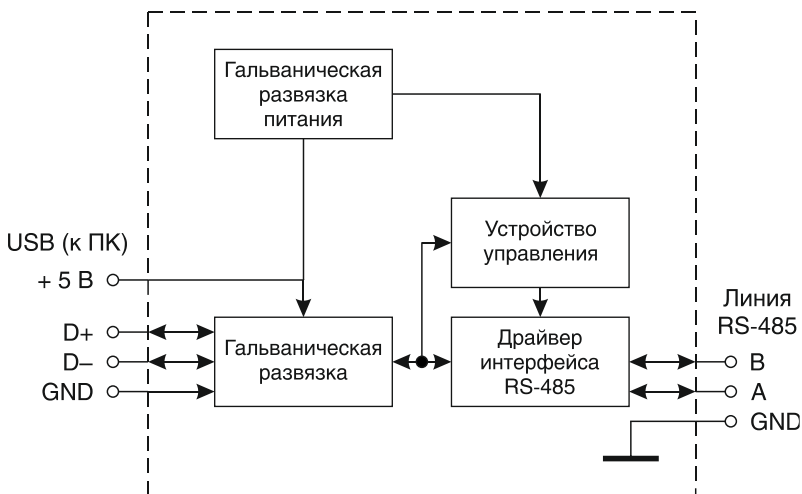 Гальваническая
развязка
питания
Устройство
управления
USB (к ПК)
+ 5 В
D+
D–
GND
Гальваническая
развязка
Драйвер
интерфейса
RS-485
Линия
RS-485
B
A
GND